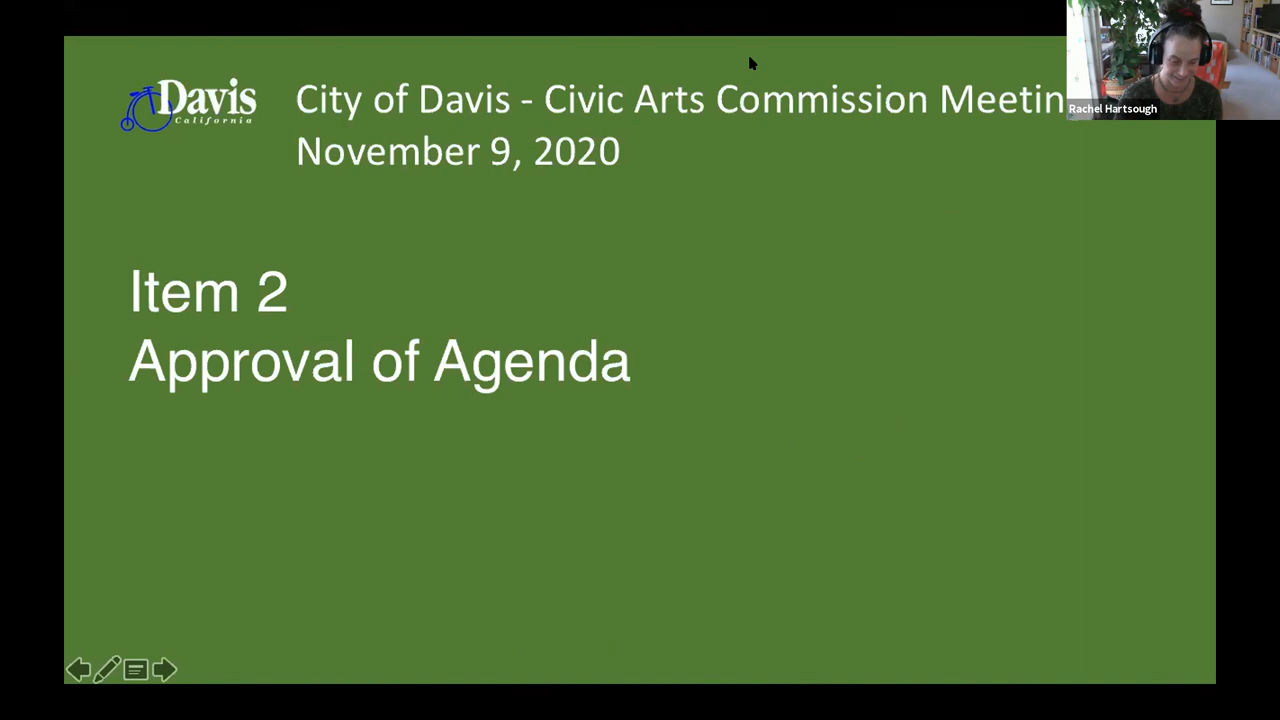 Davis
California
City of Davis - Civic Arts Commission Meetin
November 9, 2020
Rachel Hartsough
Item 2
Approval of Agenda